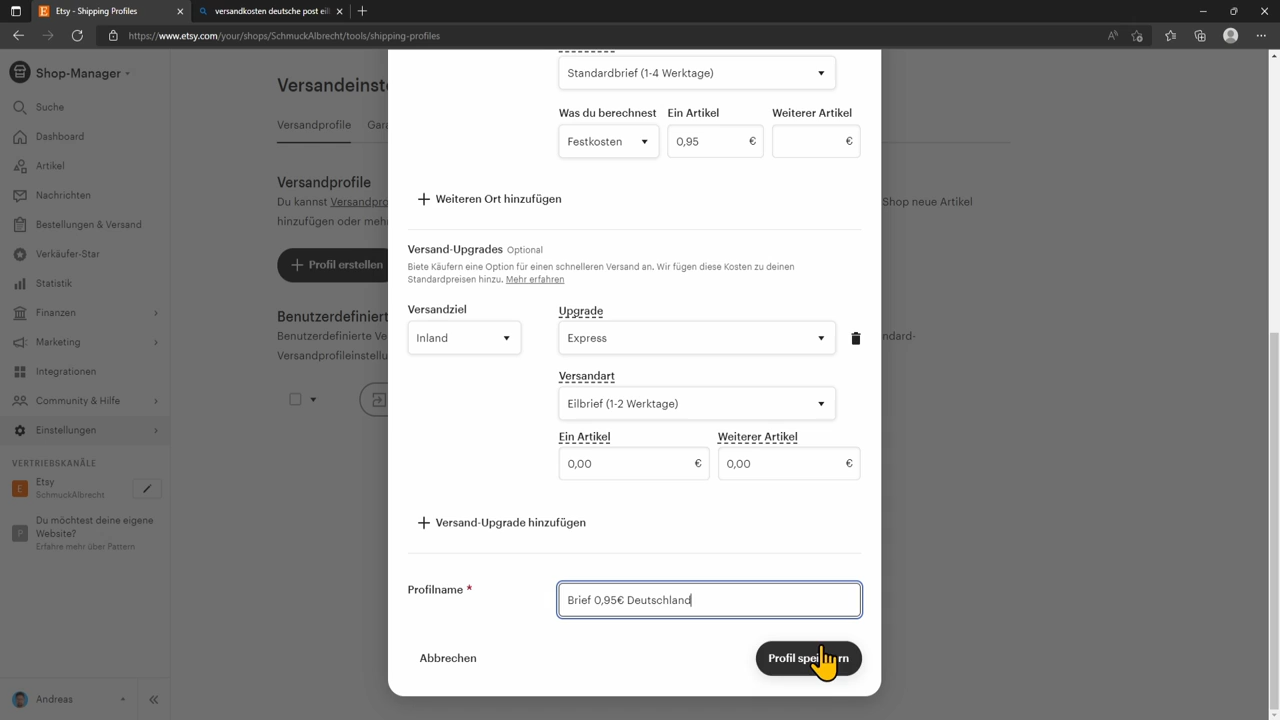 Etsy - Shipping Profiles
versandkosten deutsche post eil
https://www.etsy.com/your/shops/SchmuckAlbrecht/tools/shipping-profiles
Shop-Manager
Suche
Dashboard
Artikel
Nachrichten
Bestellungen & Versand
Verkäufer-Star
Statistik
Finanzen
Marketing
Integrationen
Community & Hilfe
Einstellungen
VERTRIEBSKANÄLE
Etsy
SchmuckAlbrecht
Du möchtest deine eigene
Website?
Erfahre mehr über Pattern
Andreas
Versandeinste
Versandprofile
Gara
Versandprofile
Du kannst Versandpro
Shop neue Artikel
hinzufügen oder mehr
Profil erstellen
Benutzerdefiniert
Benutzerdefinierte Ve
ndard-
Versandprofileinstellu
Standardbrief (1-4 Werktage)
Was du berechnest
Ein Artikel
Weiterer Artikel
Festkosten
0,95 €
€
Weiteren Ort hinzufügen
Versand-Upgrades Optional
Biete Käufern eine Option für einen schnelleren Versand an. Wir fügen diese Kosten zu deinen
Standardpreisen hinzu. Mehr erfahren
Versandziel
Upgrade
Inland
Express
Versandart
Eilbrief (1-2 Werktage)
Ein Artikel
Weiterer Artikel
0,00 €
0,00 €
Versand-Upgrade hinzufügen
Profilname *
Brief 0,95€ Deutschland
Abbrechen
Profil spei rn